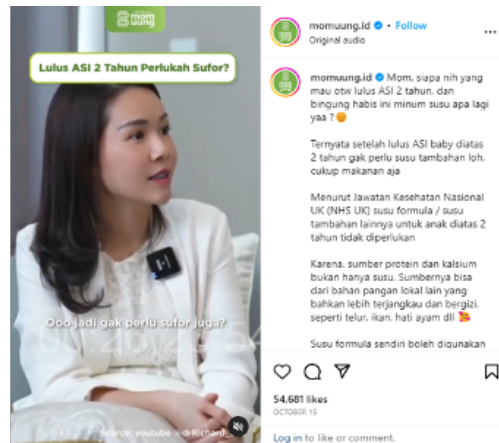 mom
uung
Lulus ASI 2 Tahun Perlukah Sufor?
Ooo jadi gak perlu sufor juga?
Source: youtube - drRichard_
momuung.id • Follow
Original audio
momuung.id Mom, siapa nih yang
mau otw lulus ASI 2 tahun, dan
bingung habis ini minum susu apa lagi
yaa ?😊
Ternyata setelah lulus ASI baby diatas
2 tahun gak perlu susu tambahan loh,
cukup makanan aja
Menurut Jawatan Kesehatan Nasional
UK (NHS UK) susu formula / susu
tambahan lainnya untuk anak diatas 2
tahun tidak diperlukan
Karena, sumber protein dan kalsium
bukan hanya susu. Sumbernya bisa
dari bahan pangan lokal lain yang
bahkan lebih terjangkau dan bergizi,
seperti telur, ikan, hati ayam dll 🥰
Susu formula sendiri boleh digunakan
54,681 likes
OCTOBER 15
Log in to like or comment.